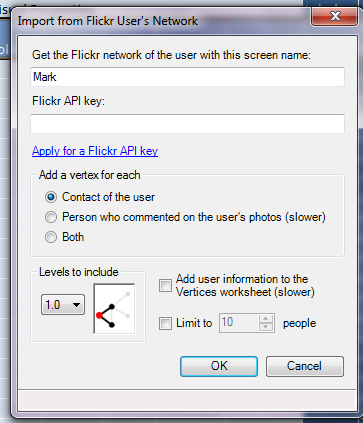 Import from Flickr User's Network
Get the Flickr network of the user with this screen name:
Mark
Flickr API key:
Apply for a Flickr API key
Add a vertex for each
Contact of the user
Person who commented on the user's photos (slower)
Both
Levels to include
1.0
Add user information to the
Vertices worksheet (slower)
Limit to 10 people
OK Cancel